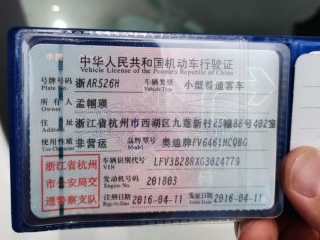 中华人民共和国机动车行驶证
Vehicle License of the People's Republic of China
号牌号码 浙AR526H 车辆类型 小型普通客车
Plate No. Vehicle Type
所有人 孟帼瑛
Owner
住址 浙江省杭州市西湖区九莲新村25幢88号402室
Address
使用性质 非营运 品牌型号 奥迪牌FV6461HCQBG
Use Character Model
浙江省杭州 车辆识别代号 LFV3B28RXG3024779
VIN
市公安局交 发动机号码 201803
Engine No.
通警察支队 注册日期 2016-04-11 发证日期 2016-04-11
Register Date Issue Date